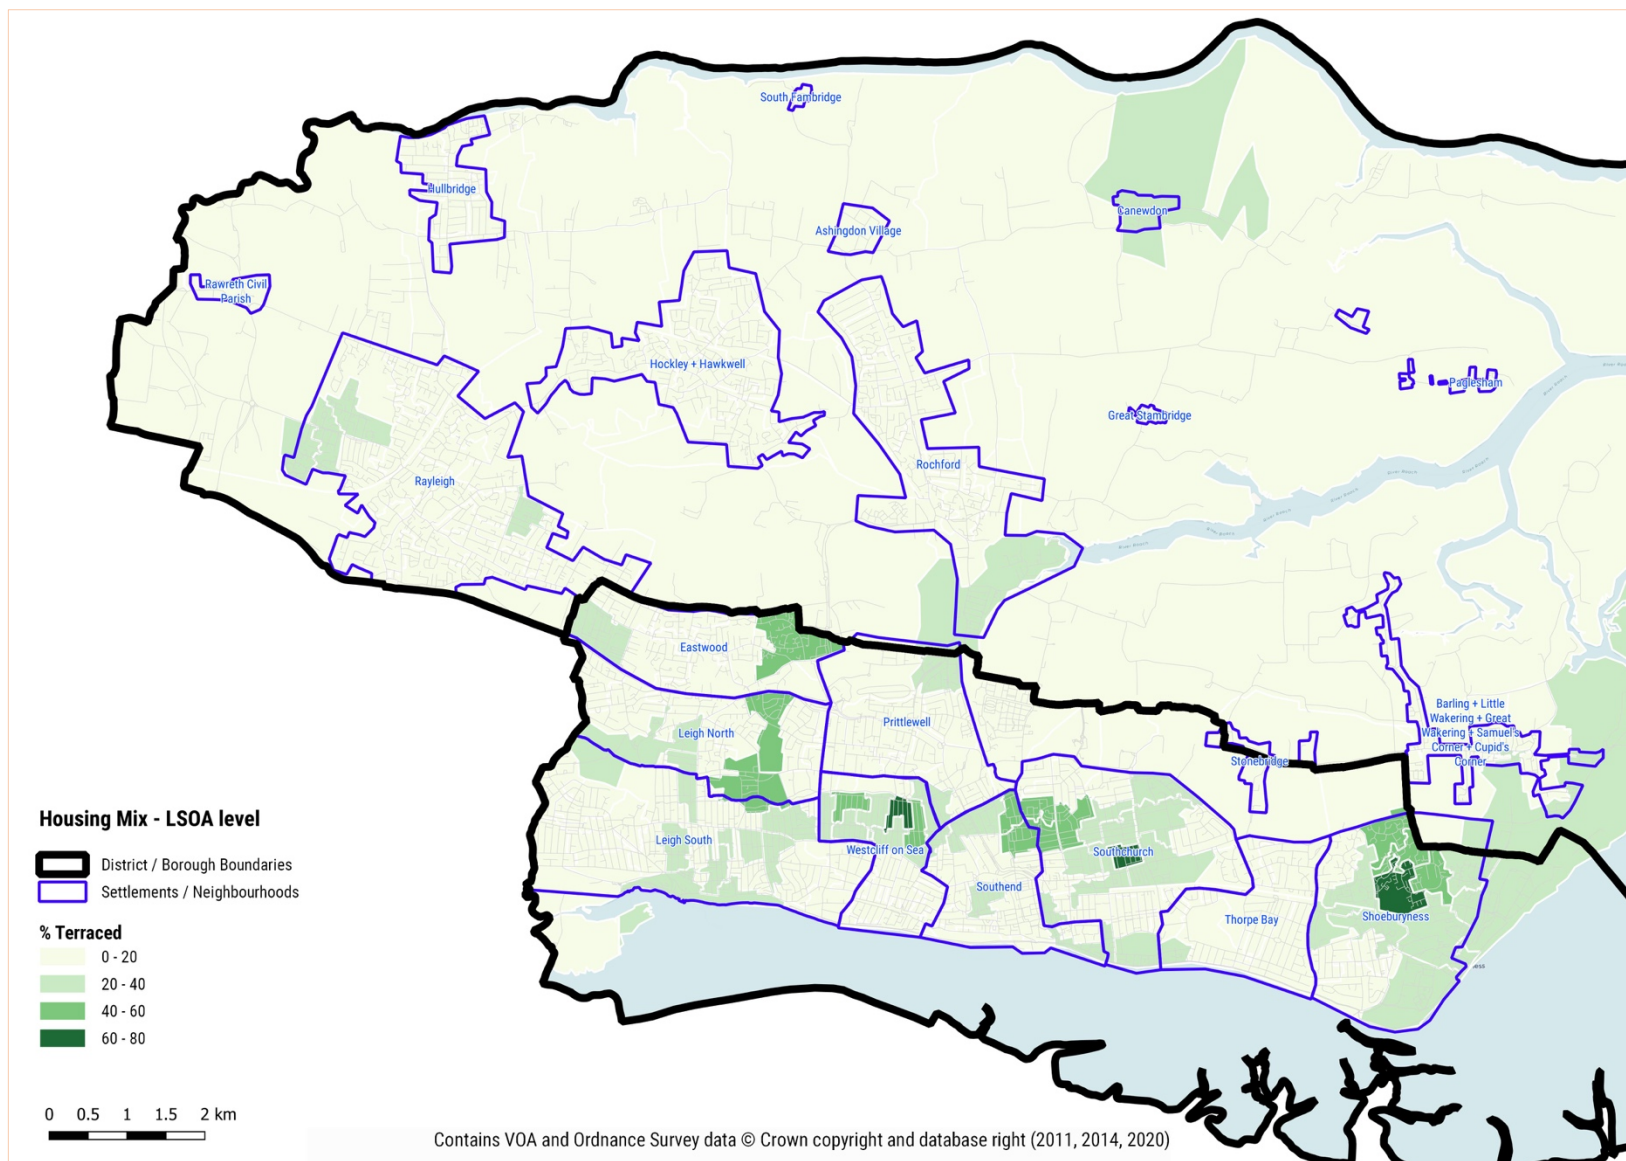 South Fambridge
Hullbridge
Canewdon
Ashingdon Village
Rawreth Civil
Parish
Hockley + Hawkwell
Paglesham
Great Stambridge
Rochford
Rayleigh
Eastwood
Prittlewell
Leigh North
Barling + Little
Wakering + Great
Wakering + Samuel's
Corner + Cupid's
Corner
Stonebridge
Leigh South
Westcliff on Sea
Southchurch
Southend
Thorpe Bay
Shoeburyness
Housing Mix - LSOA level
District / Borough Boundaries
Settlements / Neighbourhoods
% Terraced
0 - 20
20 - 40
40 - 60
60 - 80
0 0.5 1 1.5 2 km
Contains VOA and Ordnance Survey data © Crown copyright and database right (2011, 2014, 2020)